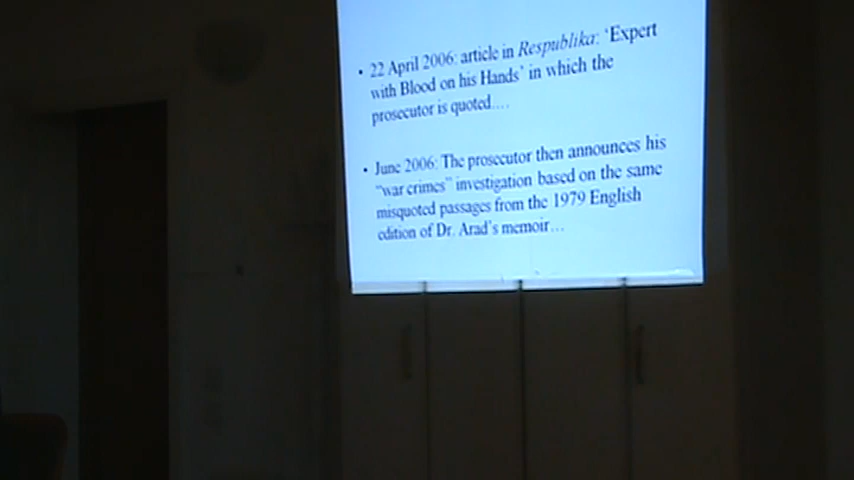 • 22 April 2006: article in Respublika: ‘Expert
with Blood on his Hands’ in which the
prosecutor is quoted….
• June 2006: The prosecutor then announces his
“war crimes” investigation based on the same
misquoted passages from the 1979 English
edition of Dr. Arad’s memoir…